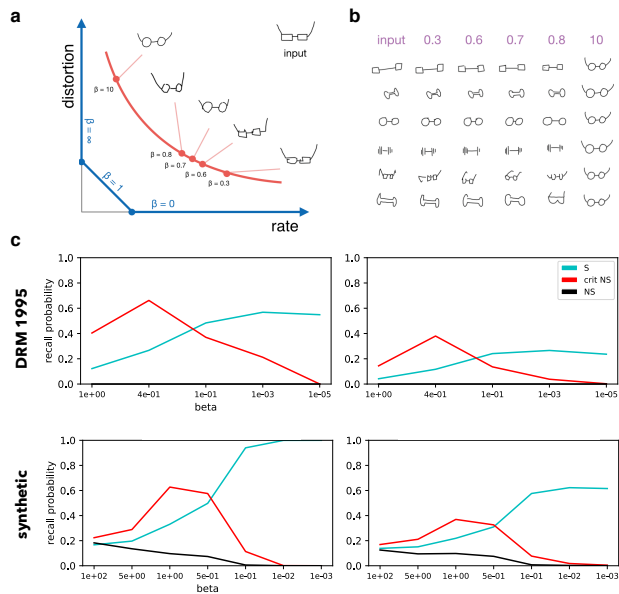 a
distortion
β = ∞
β = 1
β = 0
rate
β = 10
β = 0.8
β = 0.7
β = 0.6
β = 0.3
input
b
input 0.3 0.6 0.7 0.8 10
c
DRM 1995
recall probability
1.0
0.8
0.6
0.4
0.2
0.0
1e+00 4e-01 1e-01 1e-03 1e-05
beta
recall probability
1.0
0.8
0.6
0.4
0.2
0.0
1e+00 4e-01 1e-01 1e-03 1e-05
S
crit NS
NS
synthetic
recall probability
1.0
0.8
0.6
0.4
0.2
0.0
1e+02 5e+00 1e+00 5e-01 1e-01 1e-02 1e-03
beta
recall probability
1.0
0.8
0.6
0.4
0.2
0.0
1e+02 5e+00 1e+00 5e-01 1e-01 1e-02 1e-03